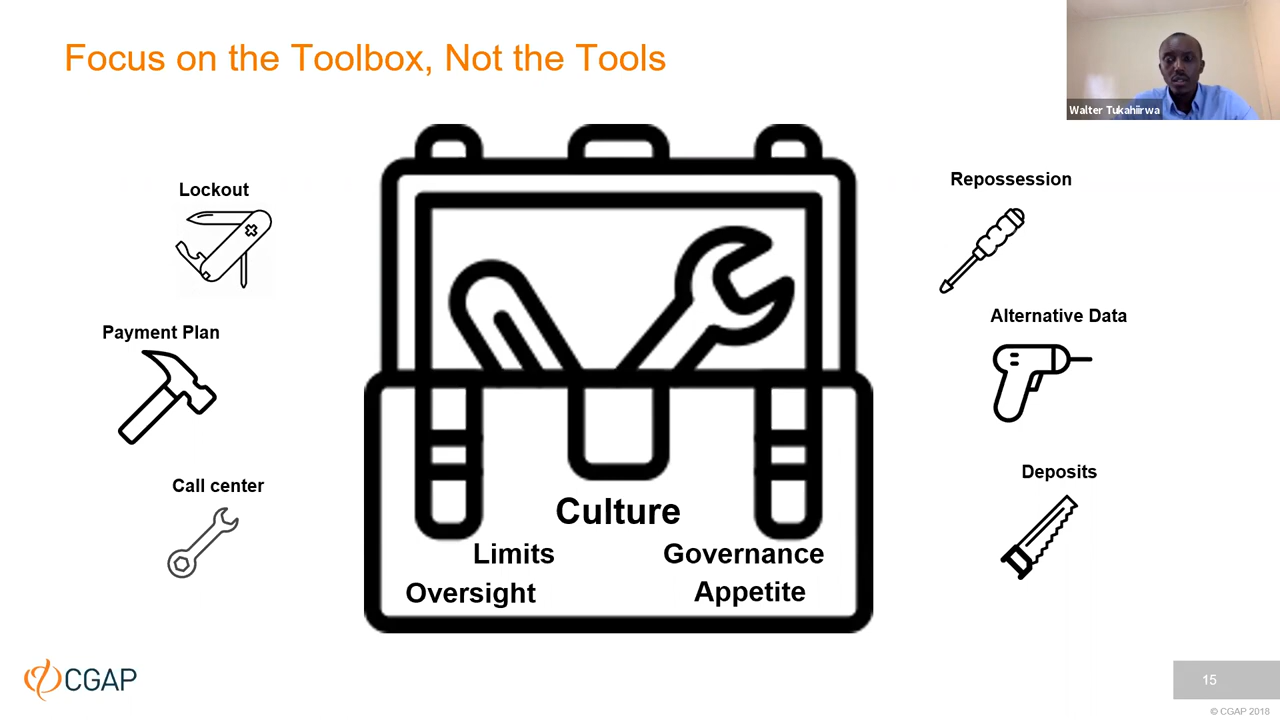 Focus on the Toolbox, Not the Tools
Walter Tukahiirwa
Lockout
Repossession
Payment Plan
Alternative Data
Call center
Deposits
Culture
Limits
Governance
Oversight
Appetite
CGAP
15
© CGAP 2018